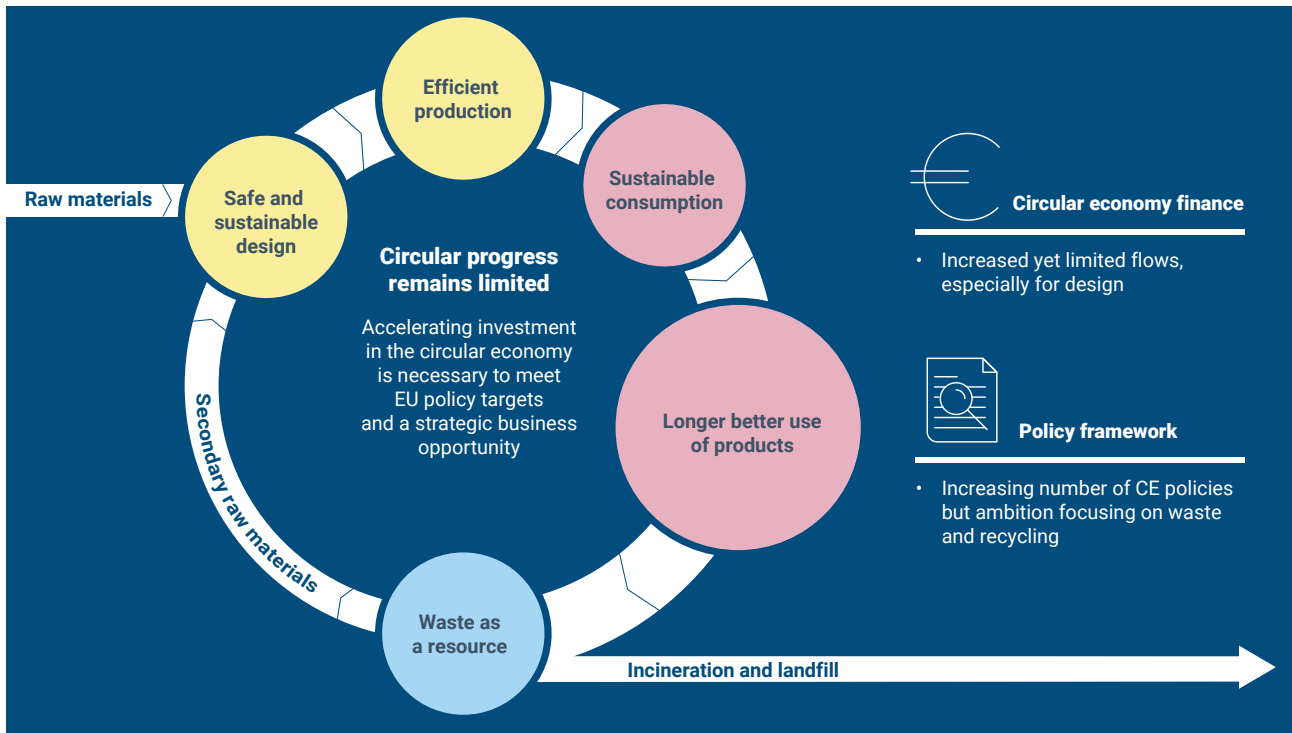 Efficient
production
Sustainable
consumption
Raw materials
Safe and
sustainable
design
Circular progress
remains limited
Accelerating investment
in the circular economy
is necessary to meet
EU policy targets
and a strategic business
opportunity
Longer better use
of products
Secondary raw materials
Waste as
a resource
Incineration and landfill
Circular economy finance
• Increased yet limited flows,
especially for design
Policy framework
• Increasing number of CE policies
but ambition focusing on waste
and recycling